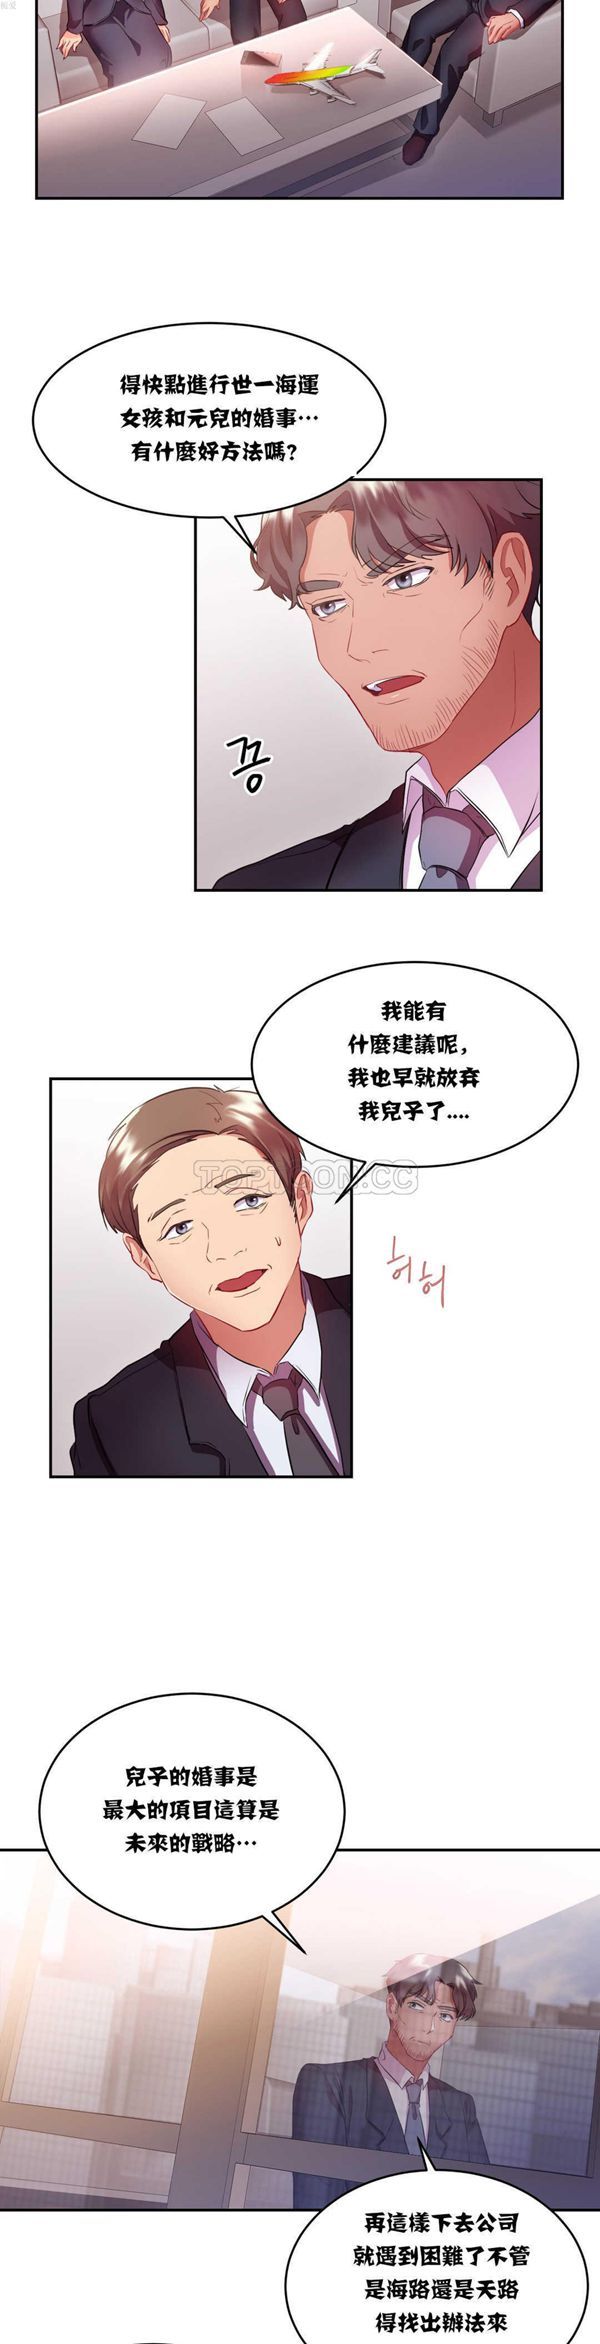 極愛
得快點進行世一海運
女孩和元兒的婚事…
有什麼好方法嗎?
끙
我能有
什麼建議呢,
我也早就放弃
我兒子了....
TOPTOON.CC
허허
兒子的婚事是
最大的項目這算是
未來的戰略…
再這樣下去公司
就遇到困難了不管
是海路還是天路
得找出辦法來